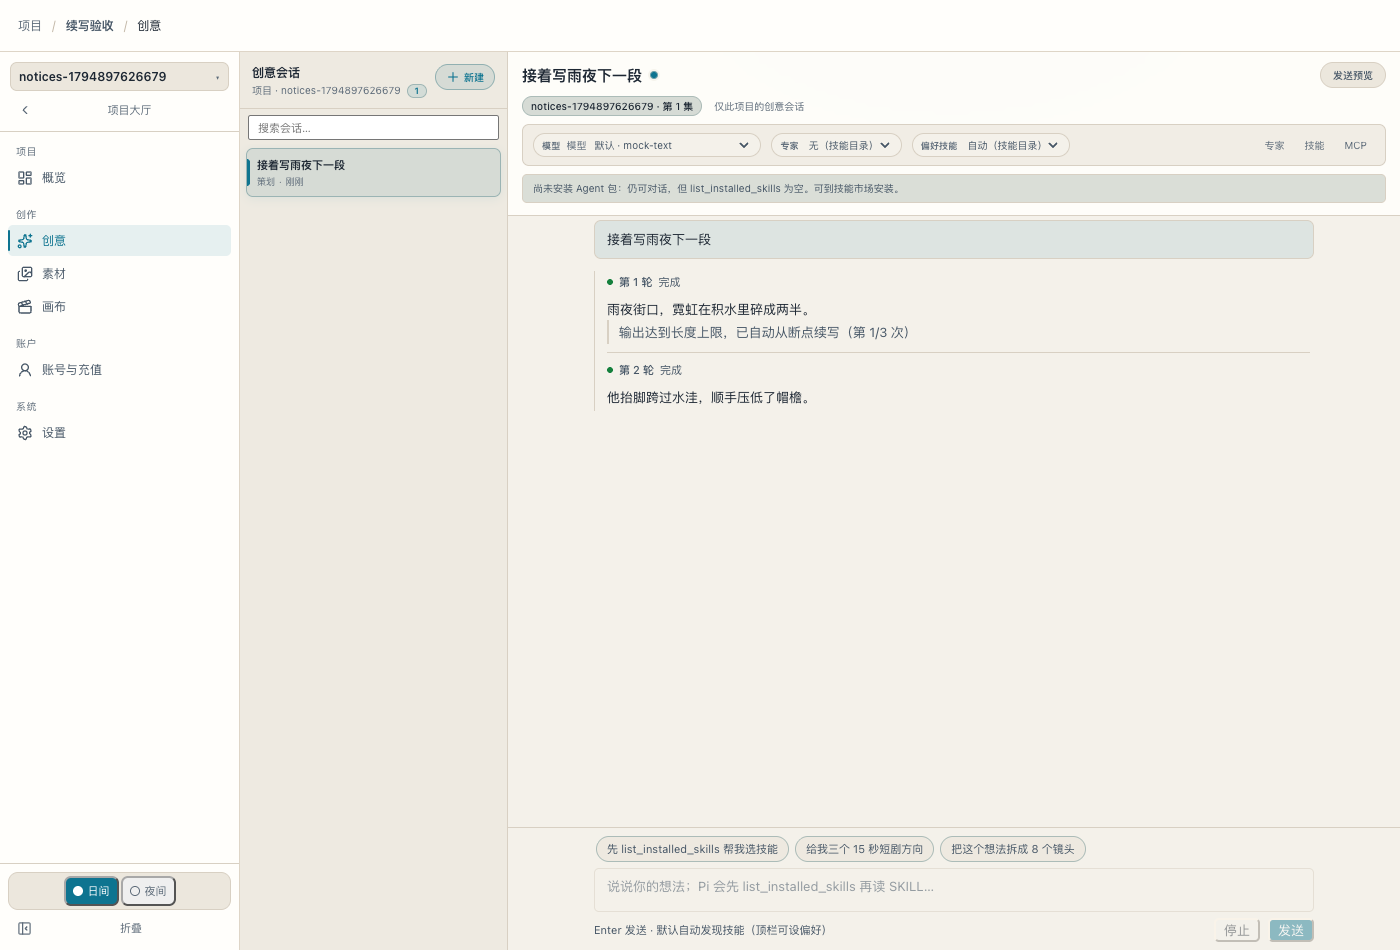 项目 / 续写验收 / 创意
notices-1794897626679
项目大厅
项目
概览
创作
创意
素材
画布
账户
账号与充值
系统
设置
日间
夜间
折叠
创意会话
项目 · notices-1794897626679 1
新建
搜索会话...
接着写雨夜下一段
策划 · 刚刚
接着写雨夜下一段
发送预览
notices-1794897626679 · 第 1 集 仅此项目的创意会话
模型 模型 默认 · mock-text 专家 无（技能目录） 偏好技能 自动（技能目录） 专家 技能 MCP
尚未安装 Agent 包：仍可对话，但 list_installed_skills 为空。可到技能市场安装。
接着写雨夜下一段
第 1 轮 完成
雨夜街口，霓虹在积水里碎成两半。
输出达到长度上限，已自动从断点续写（第 1/3 次）
第 2 轮 完成
他抬脚跨过水洼，顺手压低了帽檐。
先 list_installed_skills 帮我选技能 给我三个 15 秒短剧方向 把这个想法拆成 8 个镜头
说说你的想法；Pi 会先 list_installed_skills 再读 SKILL...
Enter 发送 · 默认自动发现技能（顶栏可设偏好） 停止 发送